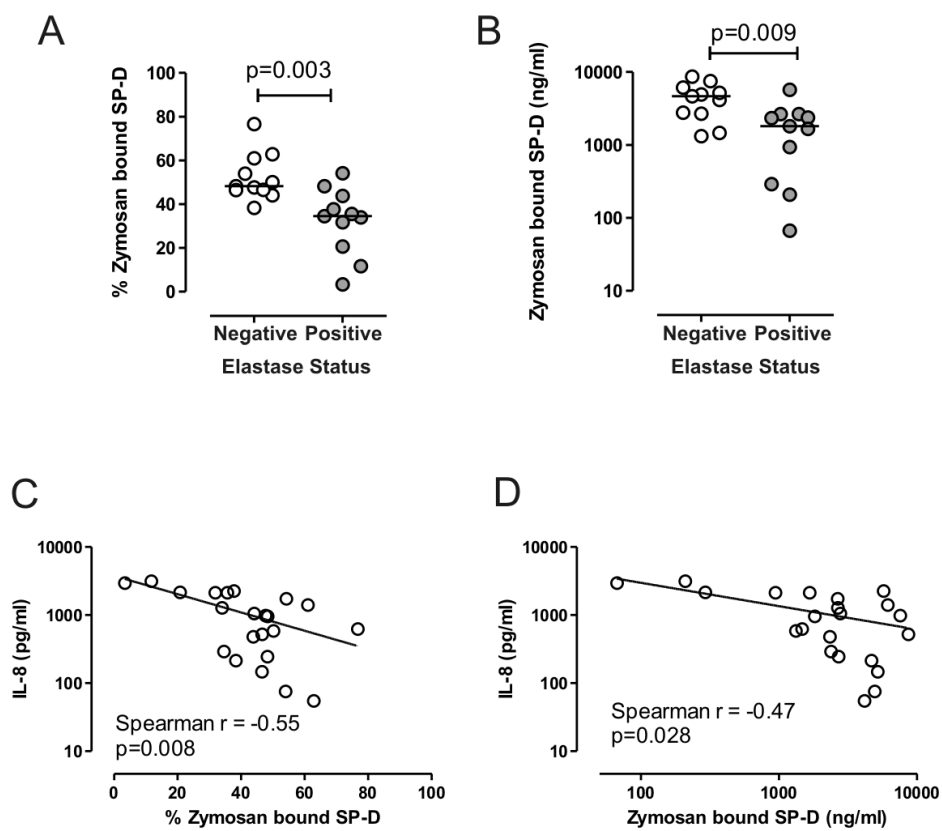 A
p=0.003
% Zymosan bound SP-D
100
80
60
40
20
0
Negative Positive
Elastase Status
B
p=0.009
Zymosan bound SP-D (ng/ml)
10000
1000
100
10
Negative Positive
Elastase Status
C
IL-8 (pg/ml)
10000
1000
100
10
Spearman r = -0.55
p=0.008
0 20 40 60 80 100
% Zymosan bound SP-D
D
IL-8 (pg/ml)
10000
1000
100
10
Spearman r = -0.47
p=0.028
100 1000 10000
Zymosan bound SP-D (ng/ml)